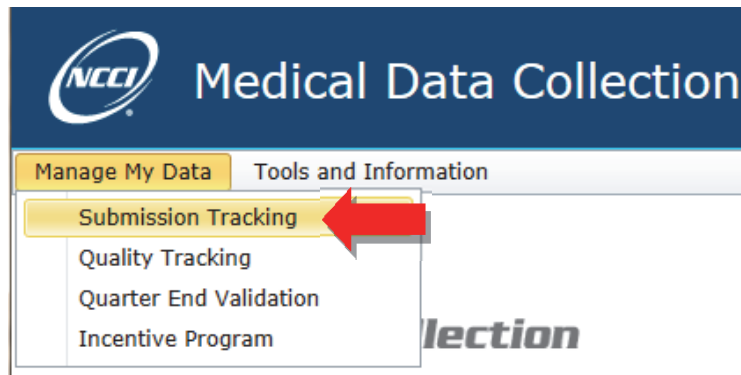 NCCI
Medical Data Collection
Manage My Data Tools and Information
Submission Tracking
Quality Tracking
Quarter End Validation
Incentive Program
llection